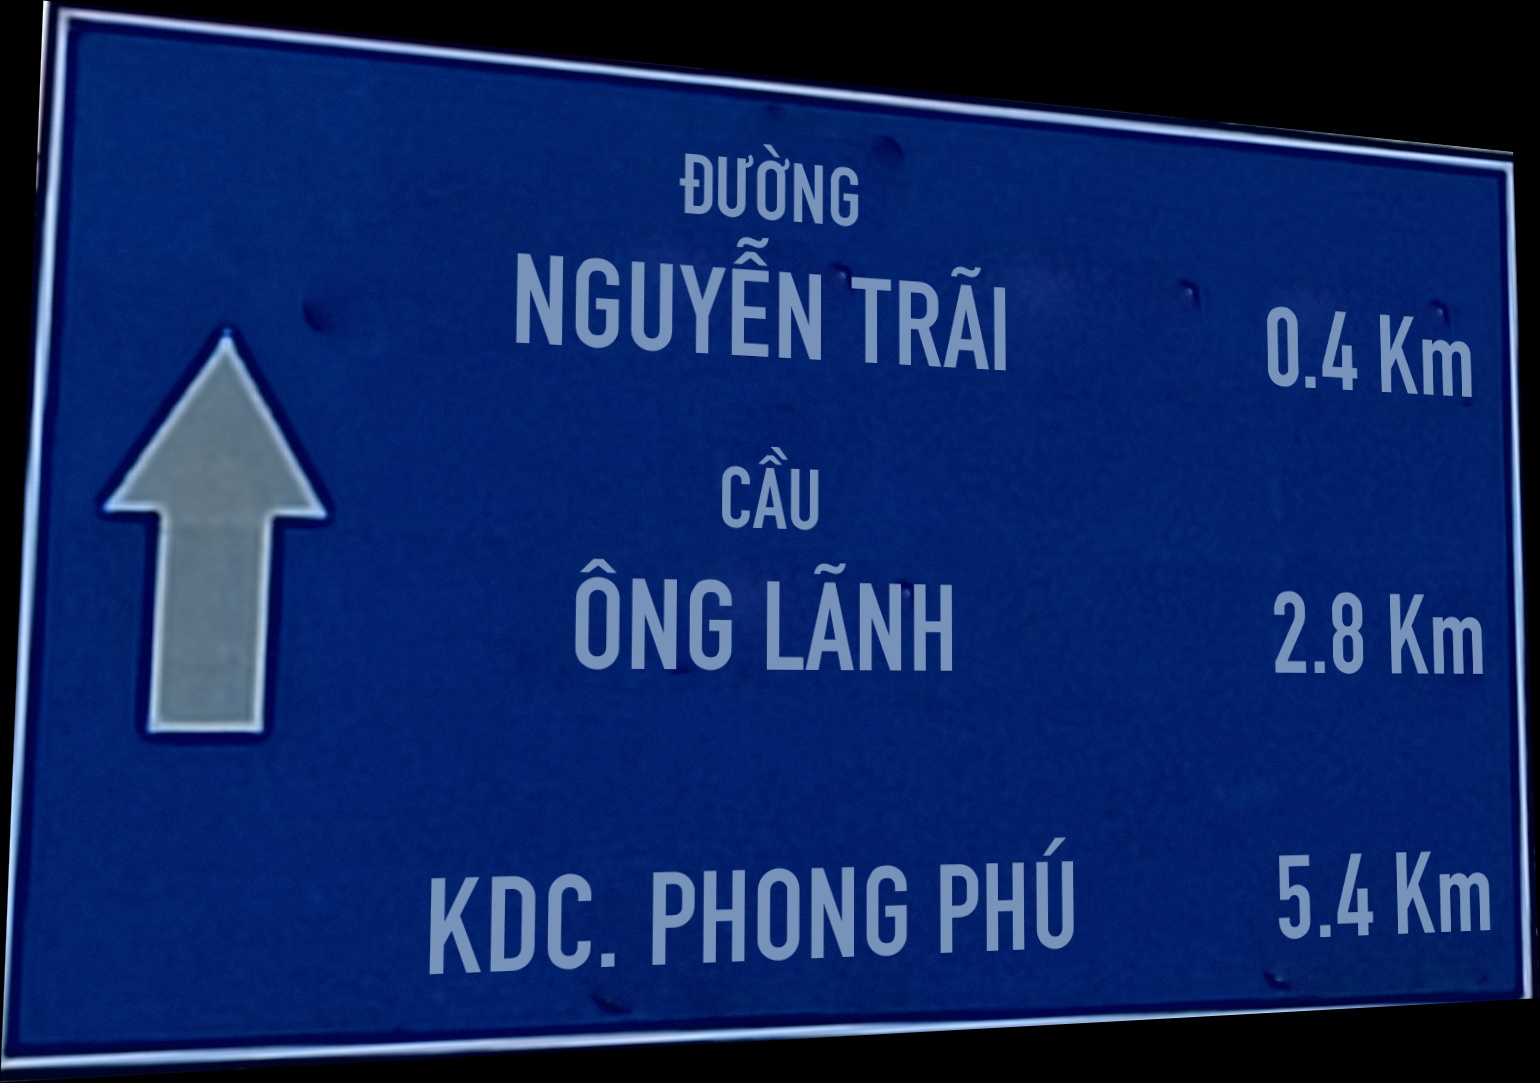 ĐƯỜNG
NGUYỄN TRÃI 0.4 Km
CẦU
ÔNG LÃNH 2.8 Km
KDC. PHONG PHÚ 5.4 Km